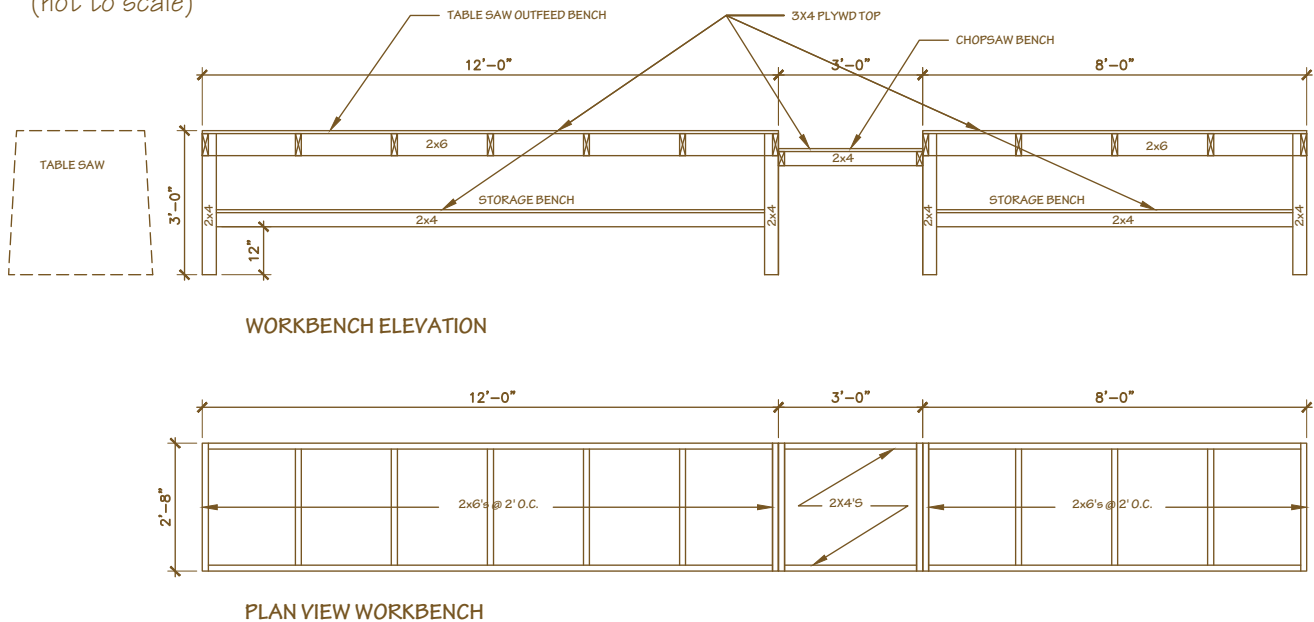 (not to scale)
TABLE SAW OUTFEED BENCH
3X4 PLYWD TOP
CHOPSAW BENCH
12'-0"
3'-0"
8'-0"
TABLE SAW
2x6
2x4
2x6
3'-0"
2x4
STORAGE BENCH
2x4
2x4
2x4
STORAGE BENCH
2x4
2x4
12"
WORKBENCH ELEVATION
12'-0"
3'-0"
8'-0"
2'-8"
2x6's @ 2' O.C.
2X4'S
2x6's @ 2' O.C.
PLAN VIEW WORKBENCH